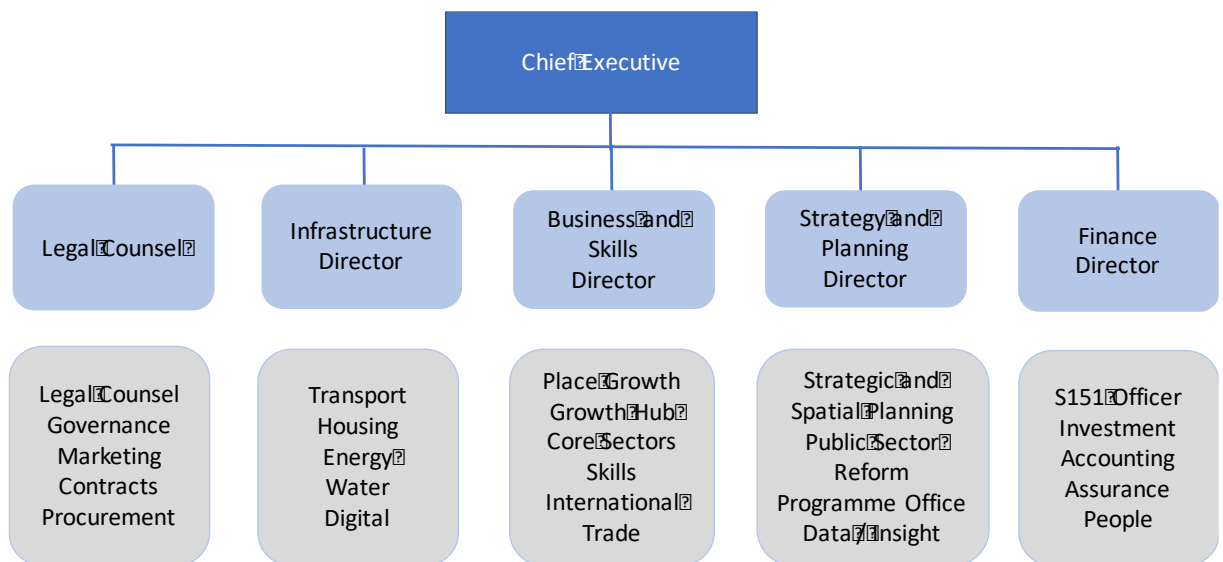 Chief Executive
Legal Counsel
Infrastructure
Director
Business and
Skills
Director
Strategy and
Planning
Director
Finance
Director
Legal Counsel
Governance
Marketing
Contracts
Procurement
Transport
Housing
Energy
Water
Digital
Place Growth
Growth Hub
Core Sectors
Skills
International
Trade
Strategic and
Spatial Planning
Public Sector
Reform
Programme Office
Data / Insight
S151 Officer
Investment
Accounting
Assurance
People